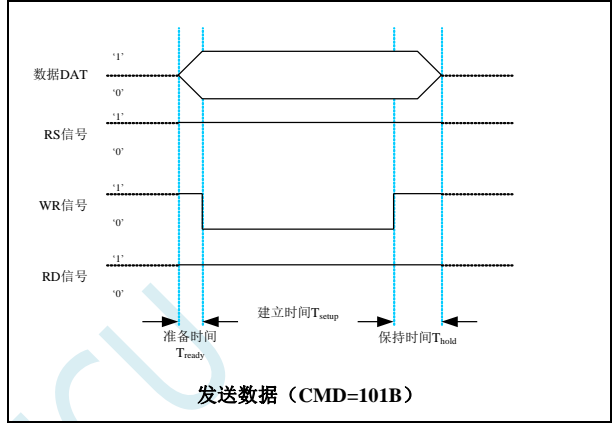 ‘1’
数据DAT
‘0’
‘1’
RS信号
‘0’
‘1’
WR信号
‘0’
‘1’
RD信号
‘0’
建立时间Tsetup
准备时间
Tready
保持时间Thold
发送数据（CMD=101B）